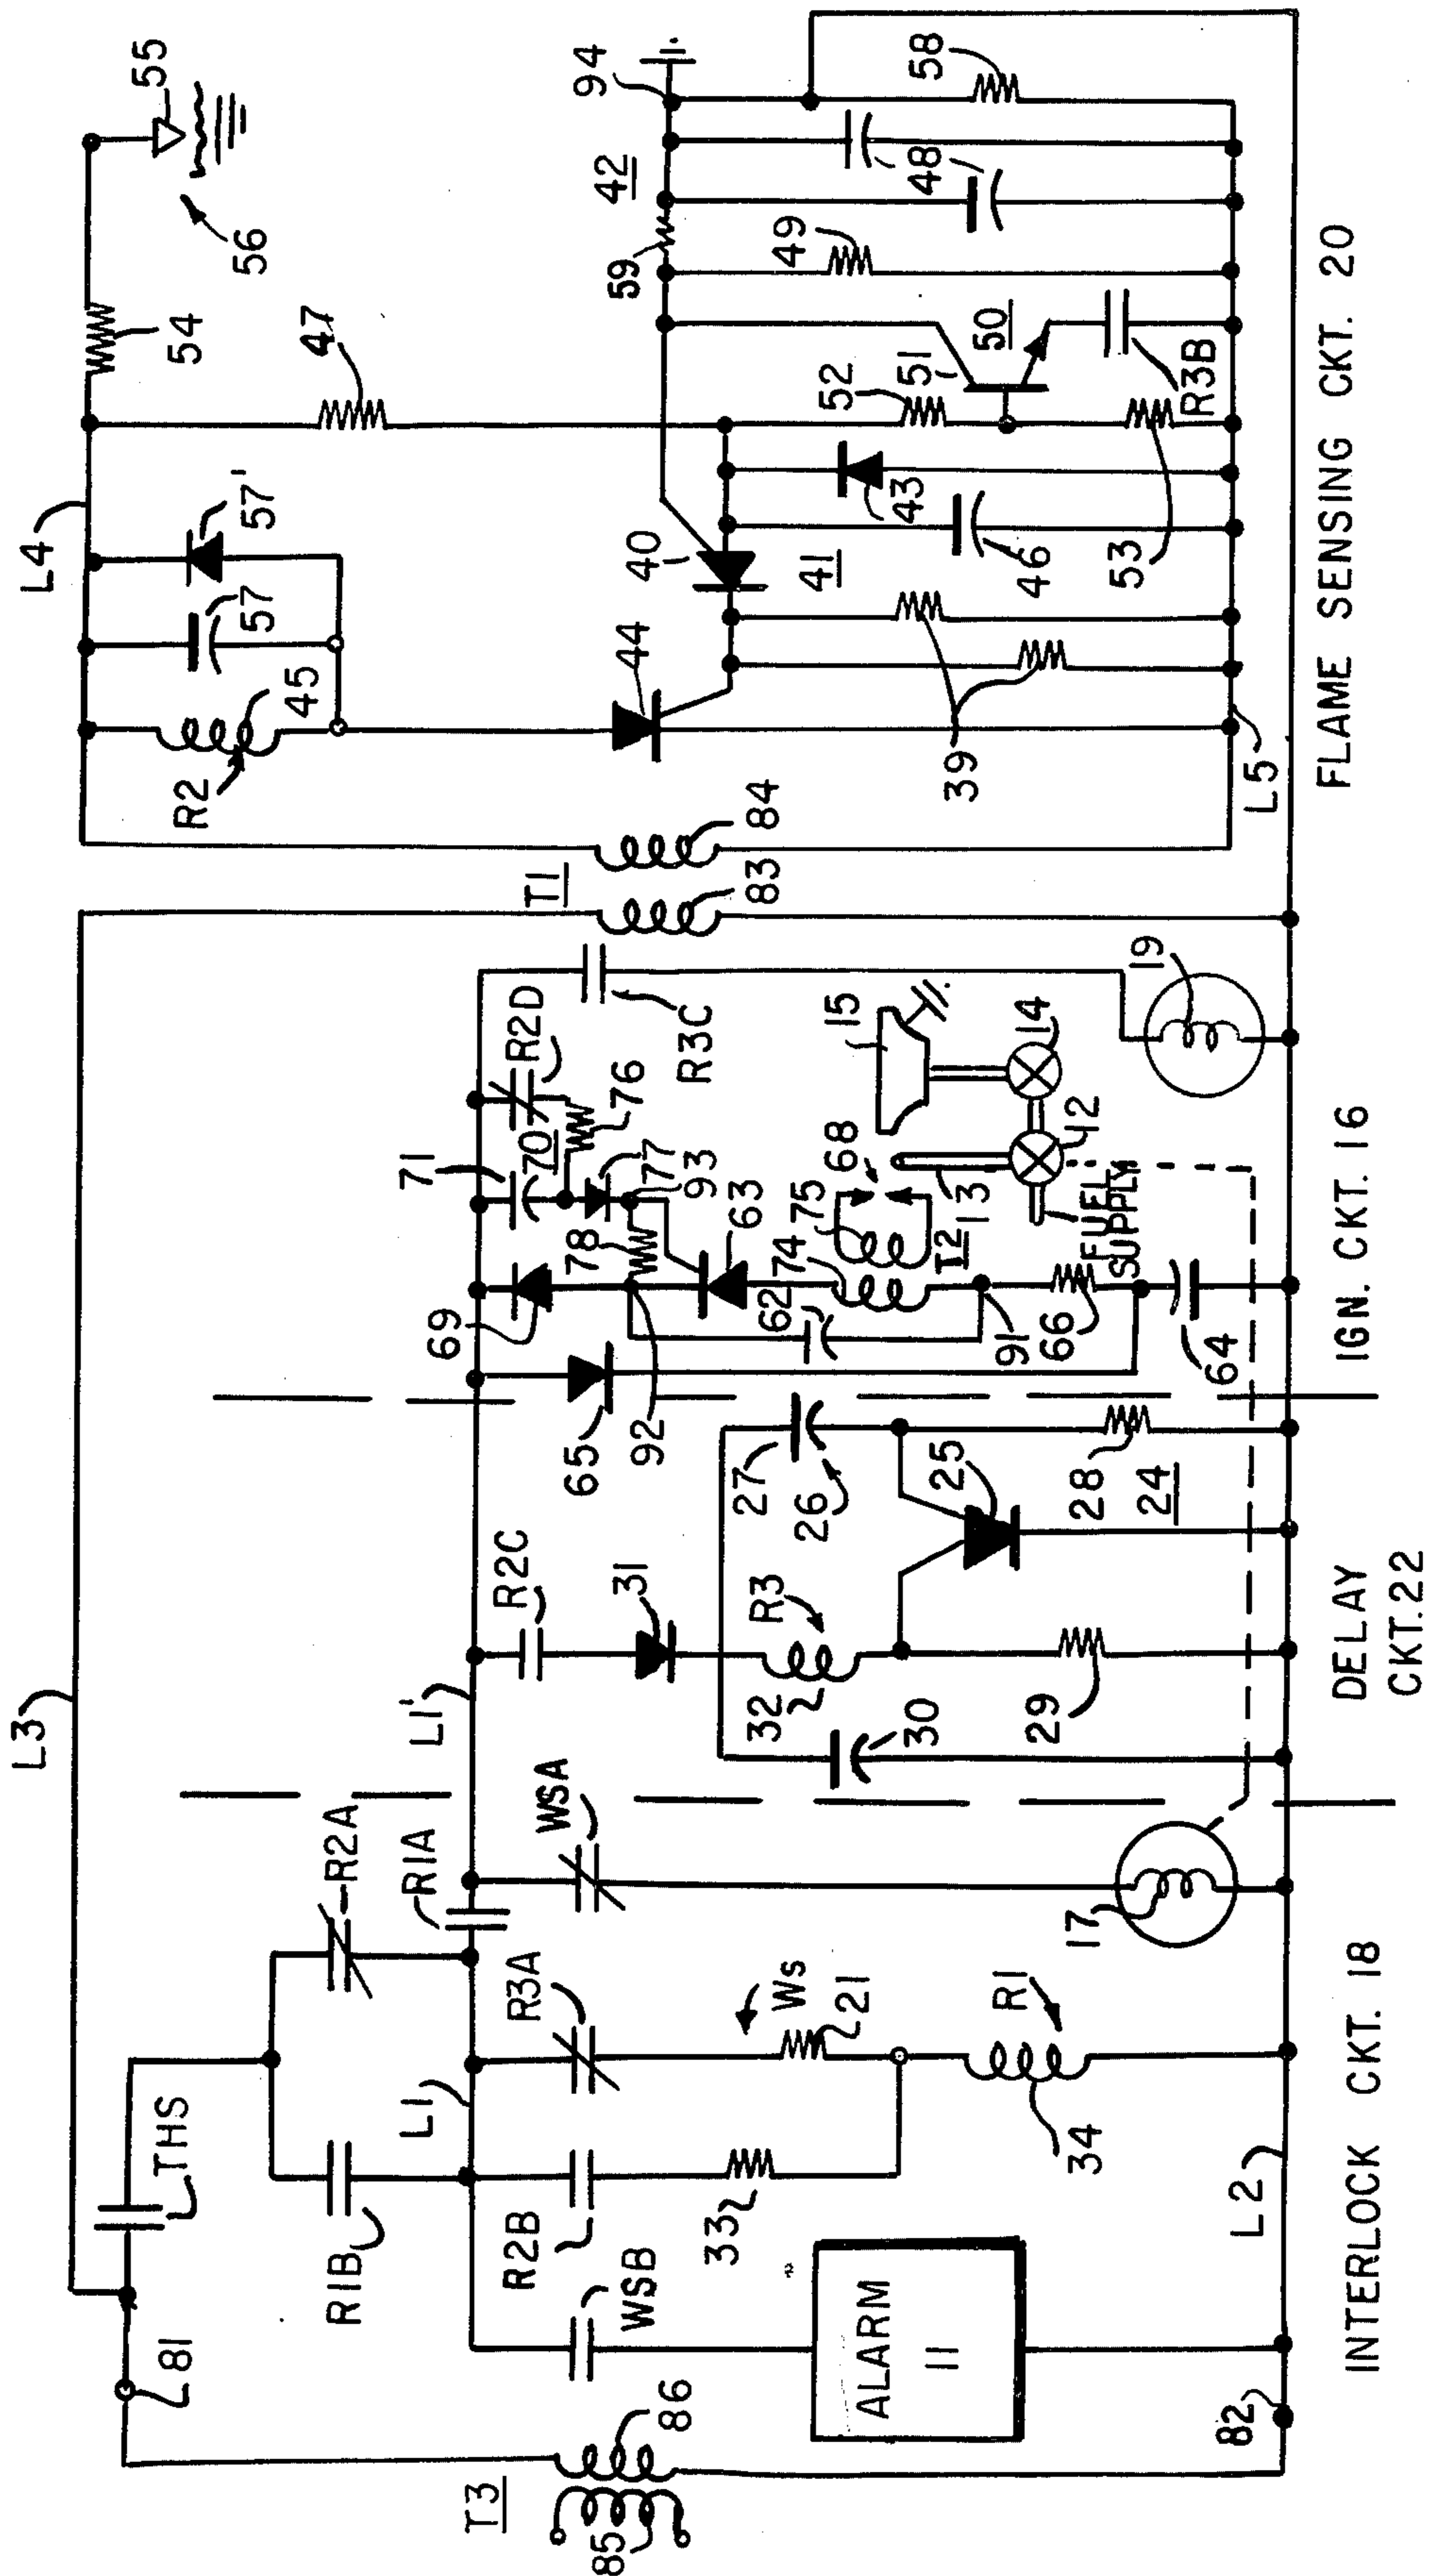 T3
85
86
L81
82
L3
THS
R1B
R2A
L1
R1A
L1'
R2B
WSB
R3A
WSA
33
Ws
21
ALARM
11
R1
34
17
L2
INTERLOCK CKT. 18
R2C
31
R3
32
30
29
27
26
25
28
24
DELAY
CKT. 22
65
69
92
71
70
R2D
76
77
93
78
63
62
74
75
68
T2
91
66
64
13
15
14
12
FUEL
SUPPLY
R3C
19
IGN. CKT. 16
T1
83
84
L4
R2
45
57
57'
54
47
56
55
44
40
41
39
46
43
53
52
51
50
R3B
59
49
42
48
94
58
L5
FLAME SENSING CKT. 20